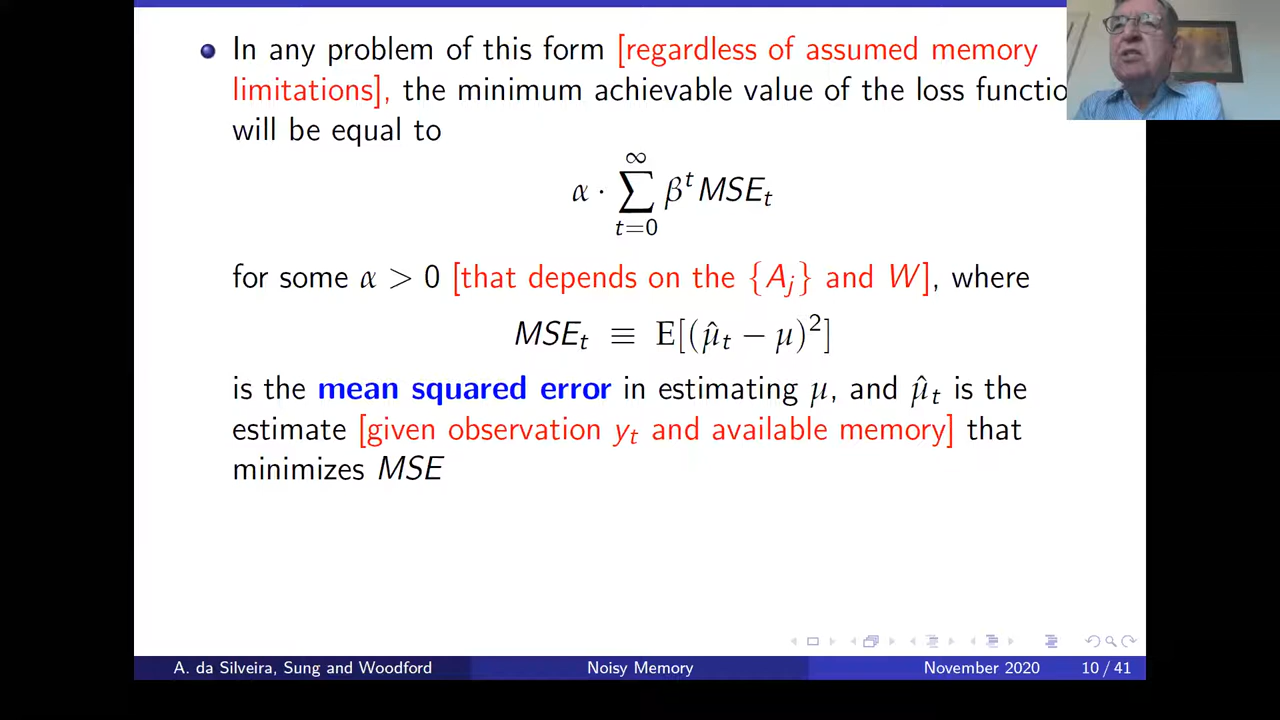 In any problem of this form [regardless of assumed memory
limitations], the minimum achievable value of the loss functio
will be equal to
α · ∑_{t=0}^{∞} β^t MSE_t
for some α > 0 [that depends on the {A_j} and W], where
MSE_t ≡ E[(μ̂_t − μ)²]
is the mean squared error in estimating μ, and μ̂_t is the
estimate [given observation y_t and available memory] that
minimizes MSE
A. da Silveira, Sung and Woodford
Noisy Memory
November 2020
10 / 41